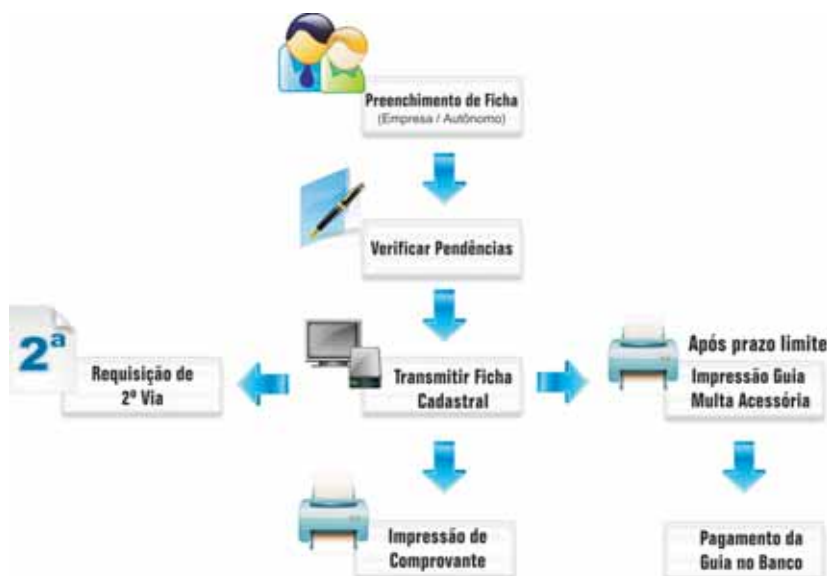 Preenchimento de Ficha
(Empresa / Autônomo)
Verificar Pendências
2ª
Requisição de
2º Via
Transmitir Ficha
Cadastral
Após prazo limite
Impressão Guia
Multa Acessória
Impressão de
Comprovante
Pagamento da
Guia no Banco